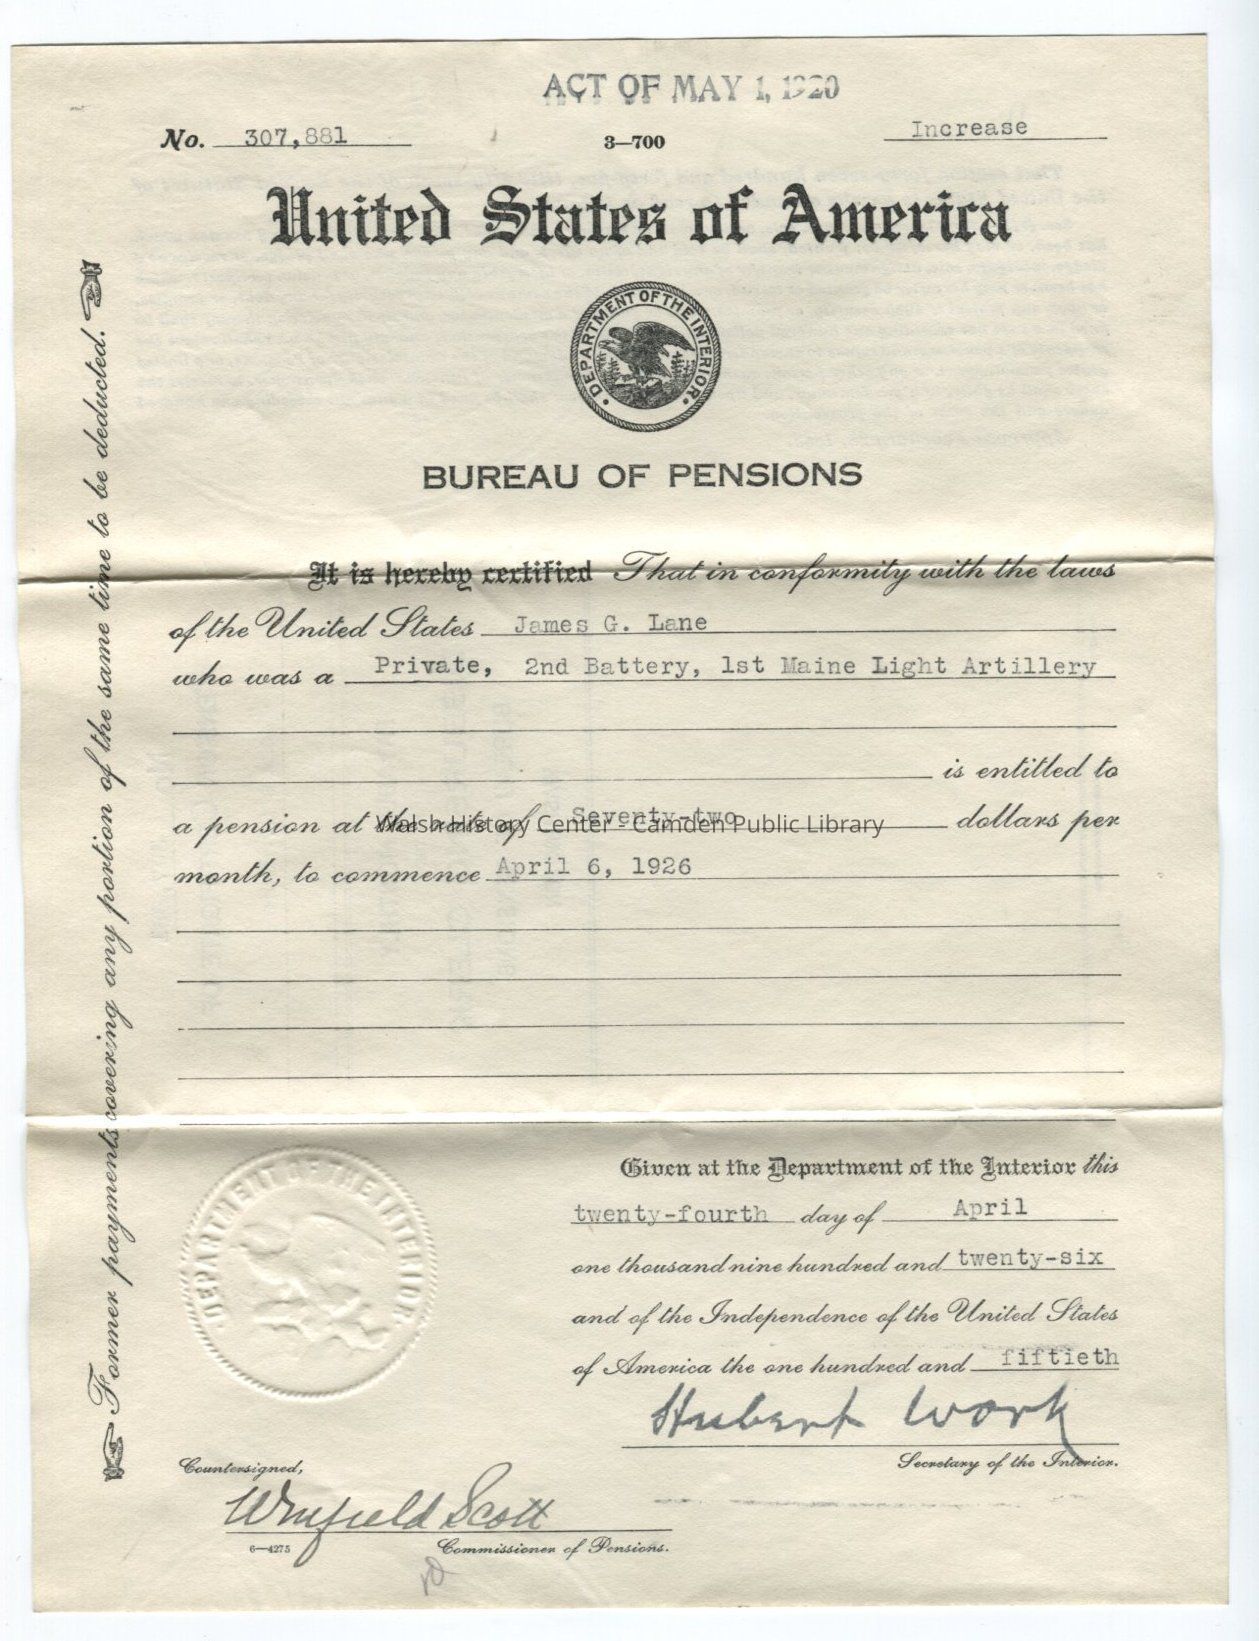 ACT OF MAY 1, 1920
No. 307,881
3—700
Increase
United States of America
DEPARTMENT OF THE INTERIOR
BUREAU OF PENSIONS
It is hereby certified That in conformity with the laws
of the United States James G. Lane
who was a Private, 2nd Battery, 1st Maine Light Artillery
is entitled to
a pension at the rate of Seventy-two dollars per
Walsh History Center - Camden Public Library
month, to commence April 6, 1926
Former payments covering any portion of the same time to be deducted.
DEPARTMENT OF THE INTERIOR
Given at the Department of the Interior this
twenty-fourth day of April
one thousand nine hundred and twenty-six
and of the Independence of the United States
of America the one hundred and fiftieth
Hubert Work
Secretary of the Interior.
Countersigned,
Winfield Scott
6—4275
Commissioner of Pensions.